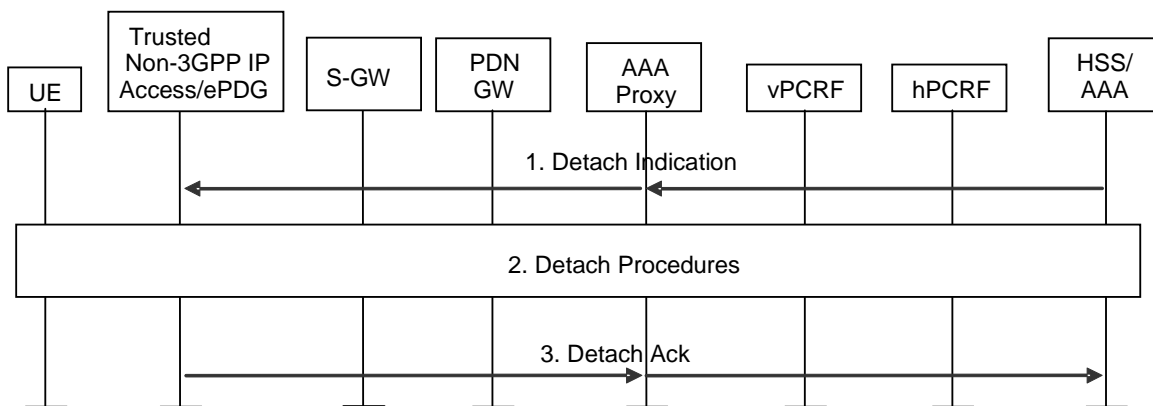 UE
Trusted
Non-3GPP IP
Access/ePDG
S-GW
PDN
GW
AAA
Proxy
vPCRF
hPCRF
HSS/
AAA
1. Detach Indication
2. Detach Procedures
3. Detach Ack